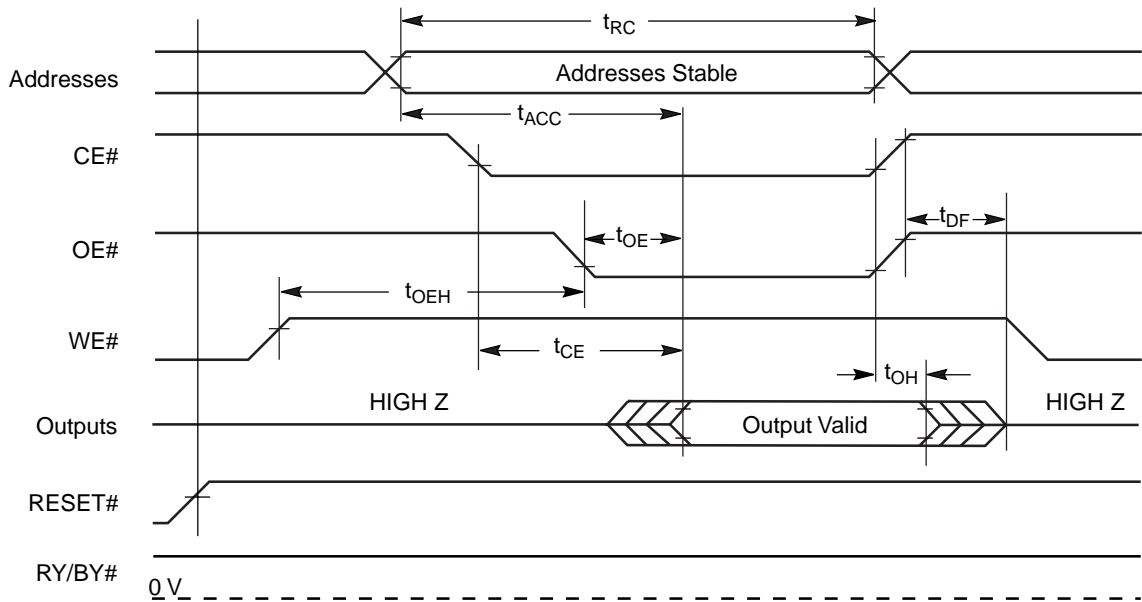 tRC
Addresses
Addresses Stable
tACC
CE#
tDF
OE#
tOE
tOEH
WE#
tCE
tOH
HIGH Z
HIGH Z
Outputs
Output Valid
RESET#
RY/BY#
0 V